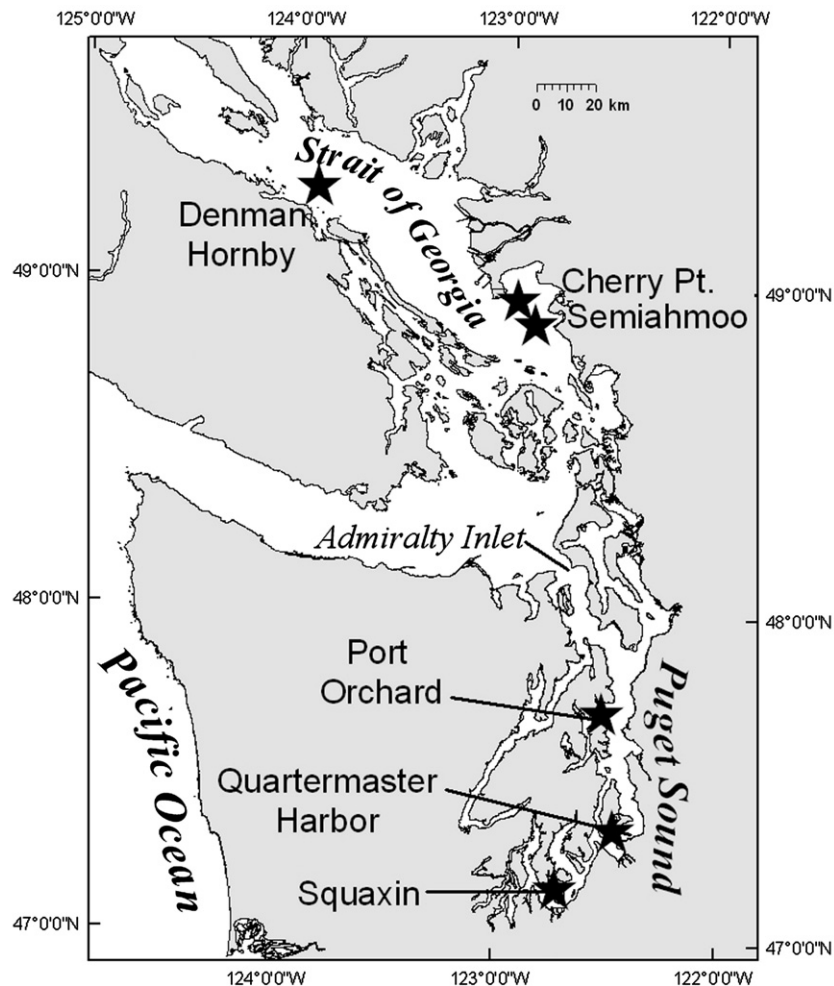 125°0'0"W 124°0'0"W 123°0'0"W 122°0'0"W
0 10 20 km
Strait of Georgia
Denman
Hornby
49°0'0"N
Cherry Pt.
49°0'0"N
Semiahmoo
Admiralty Inlet
48°0'0"N
48°0'0"N
Port
Orchard
Pacific Ocean
Puget Sound
Quartermaster
Harbor
Squaxin
47°0'0"N
47°0'0"N
124°0'0"W 123°0'0"W 122°0'0"W